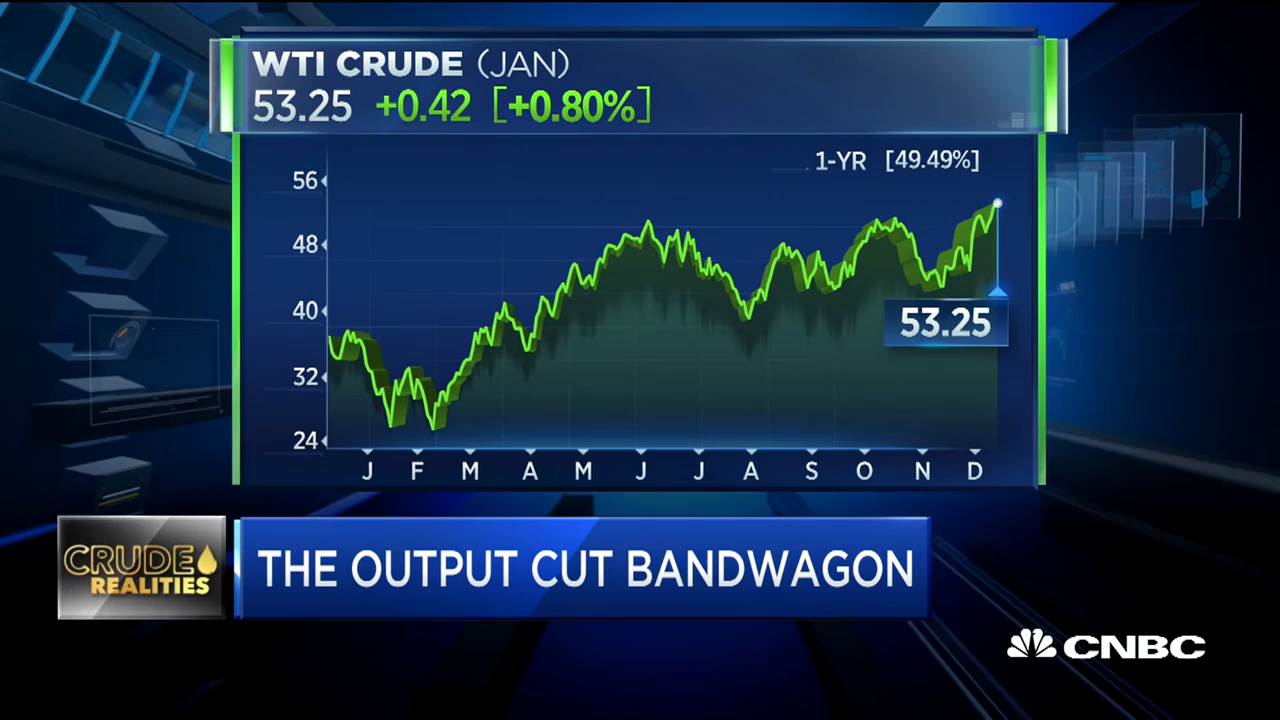 WTI CRUDE (JAN)
53.25 +0.42 [+0.80%]
1-YR [49.49%]
56
48
40
32
24
53.25
J F M A M J J A S O N D
CRUDE
REALITIES
THE OUTPUT CUT BANDWAGON
CNBC